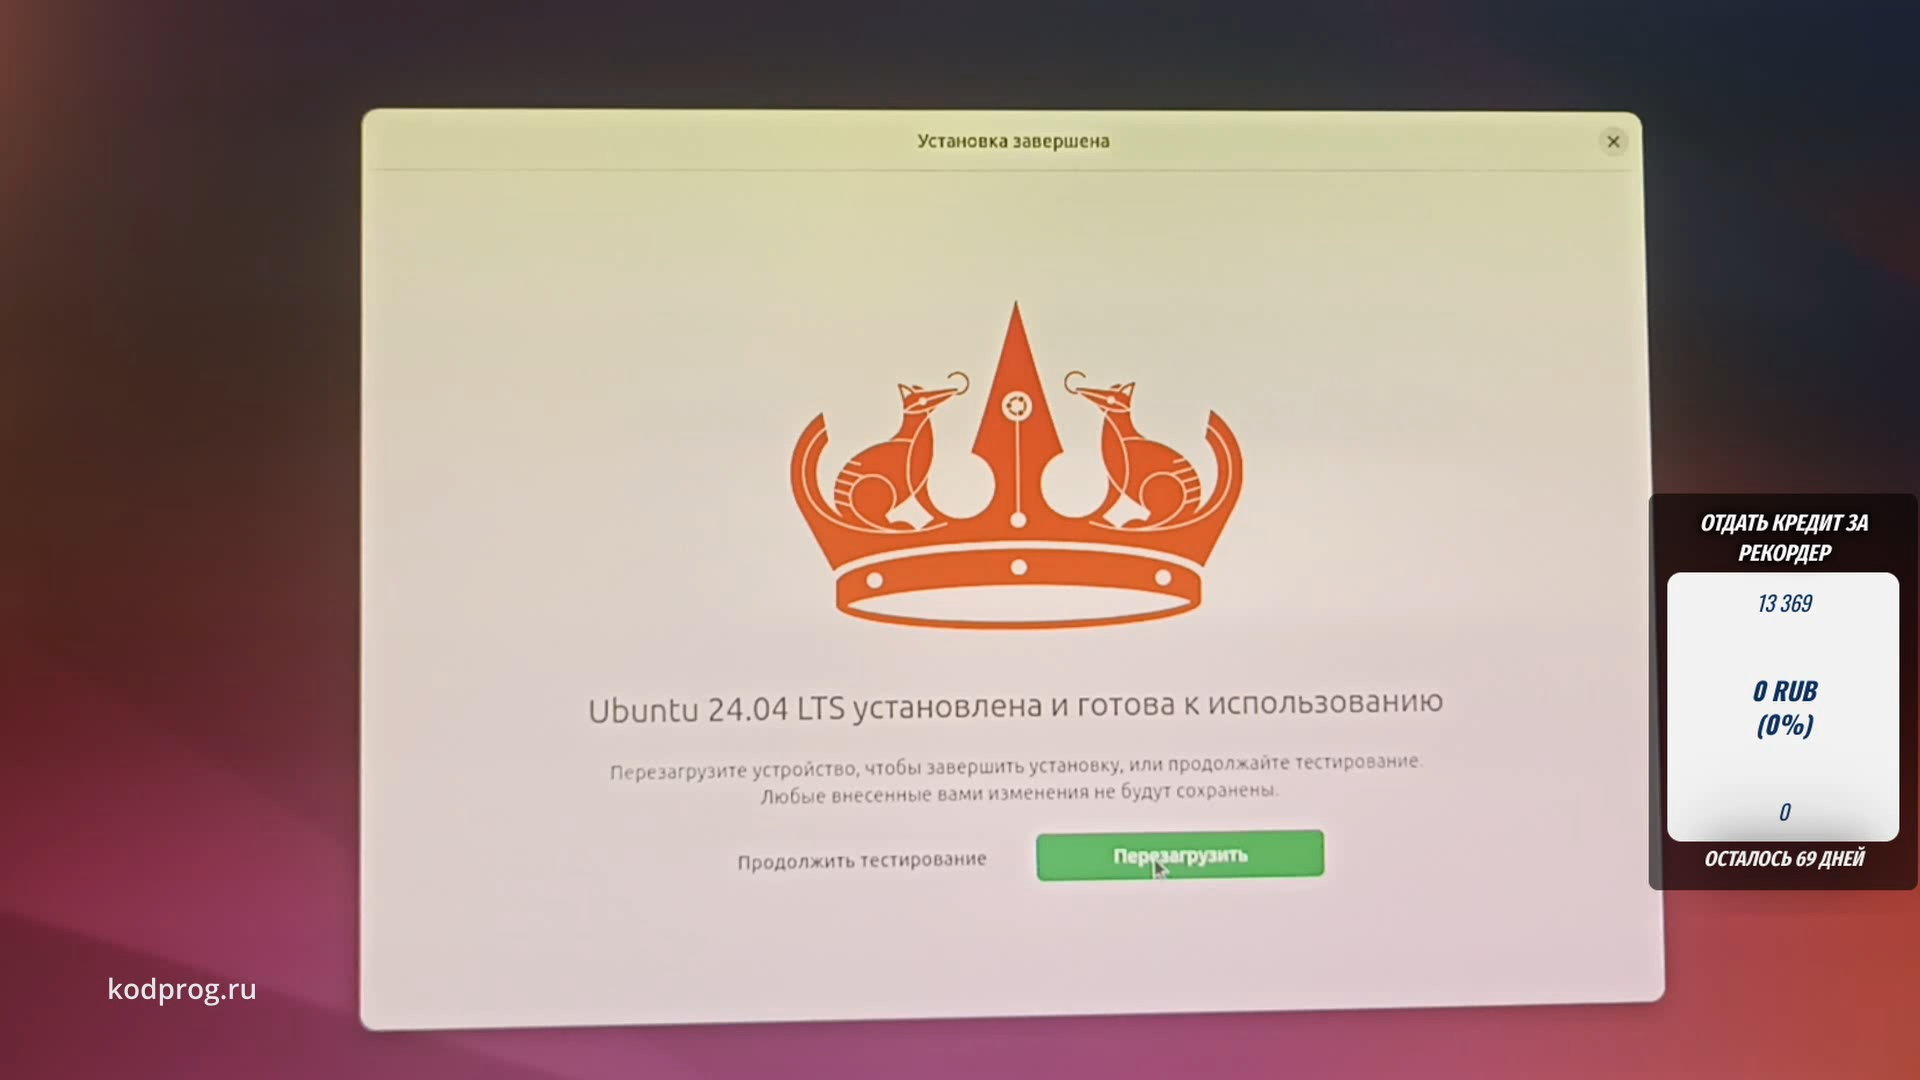 Установка завершена
Ubuntu 24.04 LTS установлена и готова к использованию
Перезагрузите устройство, чтобы завершить установку, или продолжайте тестирование.
Любые внесенные вами изменения не будут сохранены.
Продолжить тестирование
Перезагрузить
ОТДАТЬ КРЕДИТ ЗА
РЕКОРДЕР
13 369
0 RUB
(0%)
0
ОСТАЛОСЬ 69 ДНЕЙ
kodprog.ru